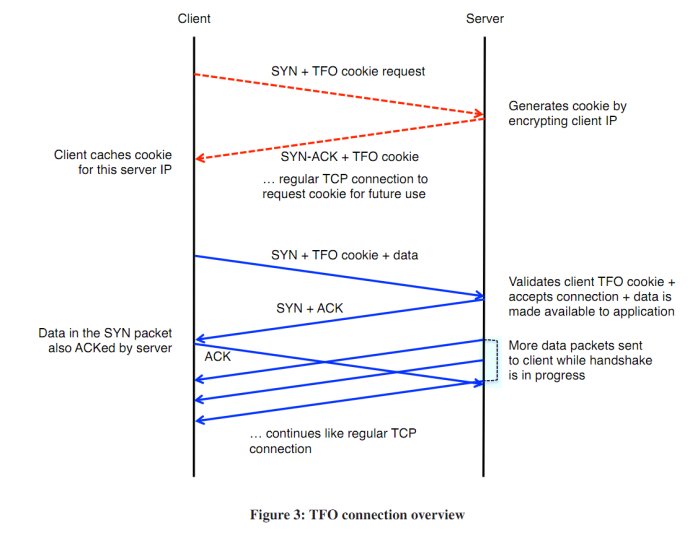 Client
Server
SYN + TFO cookie request
Generates cookie by
encrypting client IP
Client caches cookie
for this server IP
SYN-ACK + TFO cookie
… regular TCP connection to
request cookie for future use
SYN + TFO cookie + data
Validates client TFO cookie +
accepts connection + data is
made available to application
SYN + ACK
Data in the SYN packet
also ACKed by server
ACK
More data packets sent
to client while handshake
is in progress
… continues like regular TCP
connection
Figure 3: TFO connection overview